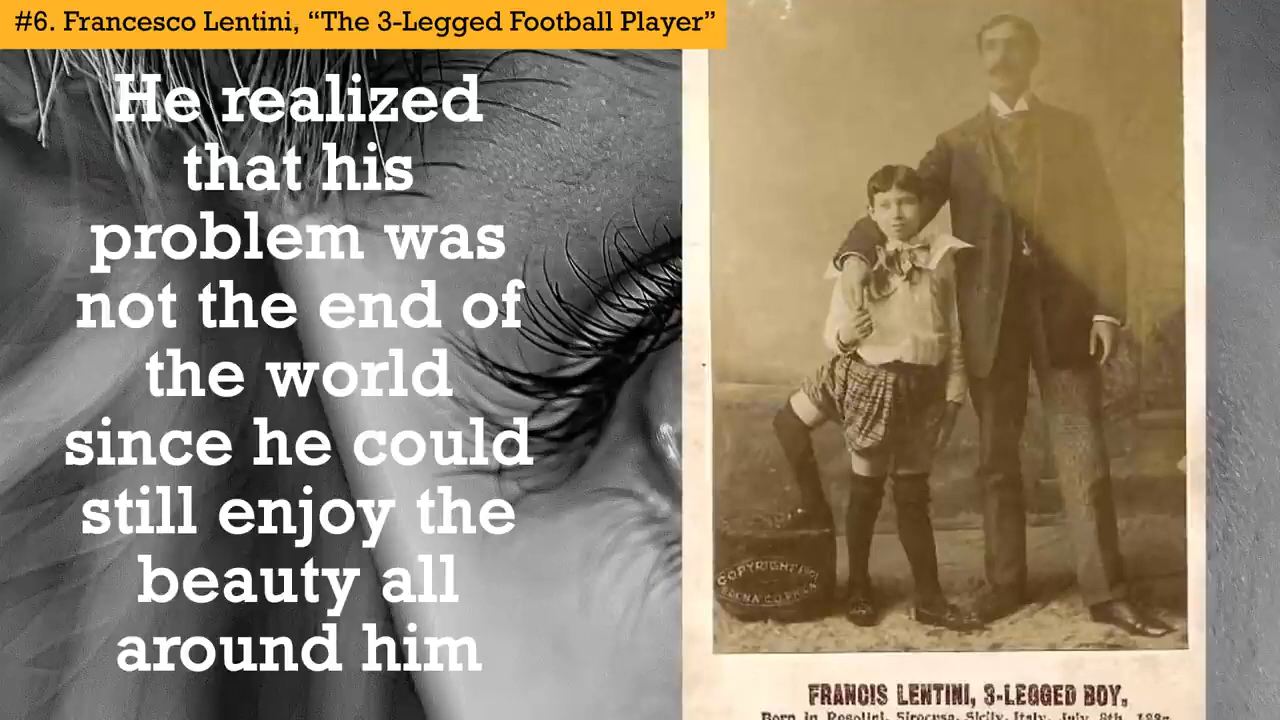 #6. Francesco Lentini, “The 3-Legged Football Player”
He realized
that his
problem was
not the end of
the world
since he could
still enjoy the
beauty all
around him
COPYRIGHT
FRANCIS LENTINI, 3-LEGGED BOY.
Born in Rosolini, Siracusa, Sicily, Italy, July 8th,